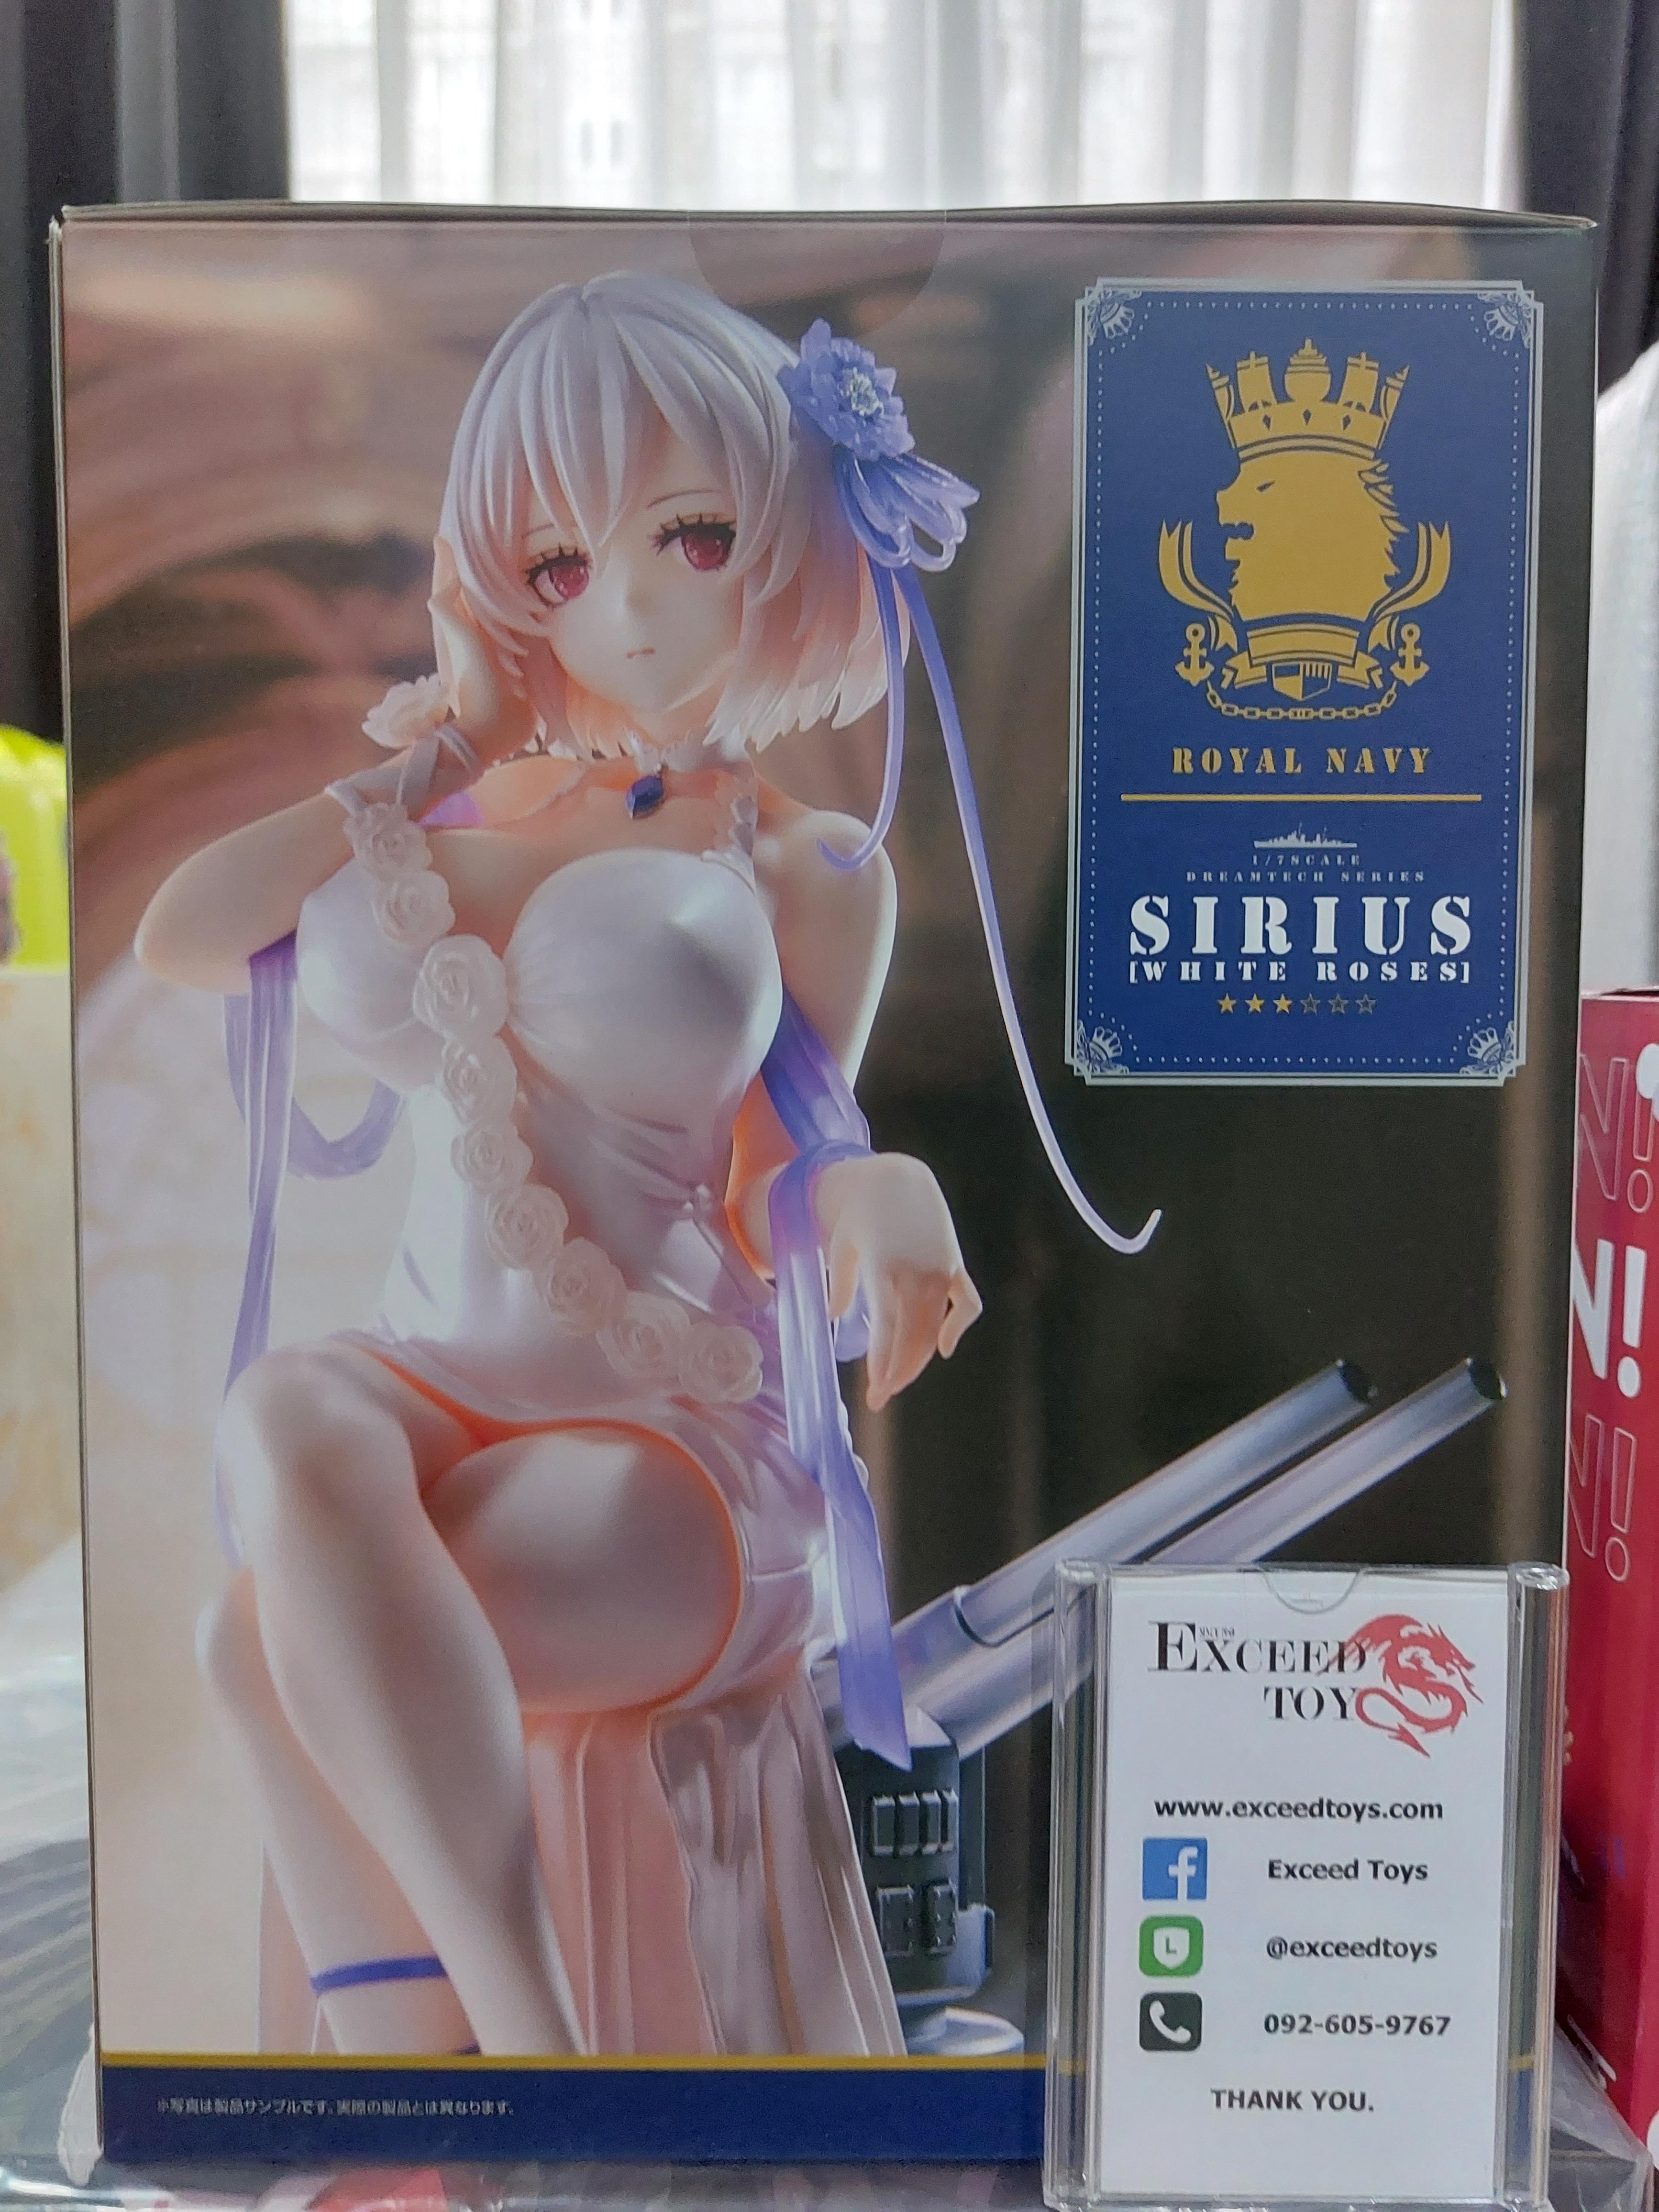 ROYAL NAVY
1/7SCALE
DREAMTECH SERIES
SIRIUS
[WHITE ROSES]
※写真は製品サンプルです。実際の製品とは異なります。
EXCEED
TOY
www.exceedtoys.com
Exceed Toys
L
@exceedtoys
092-605-9767
THANK YOU.
N!
N!
N!